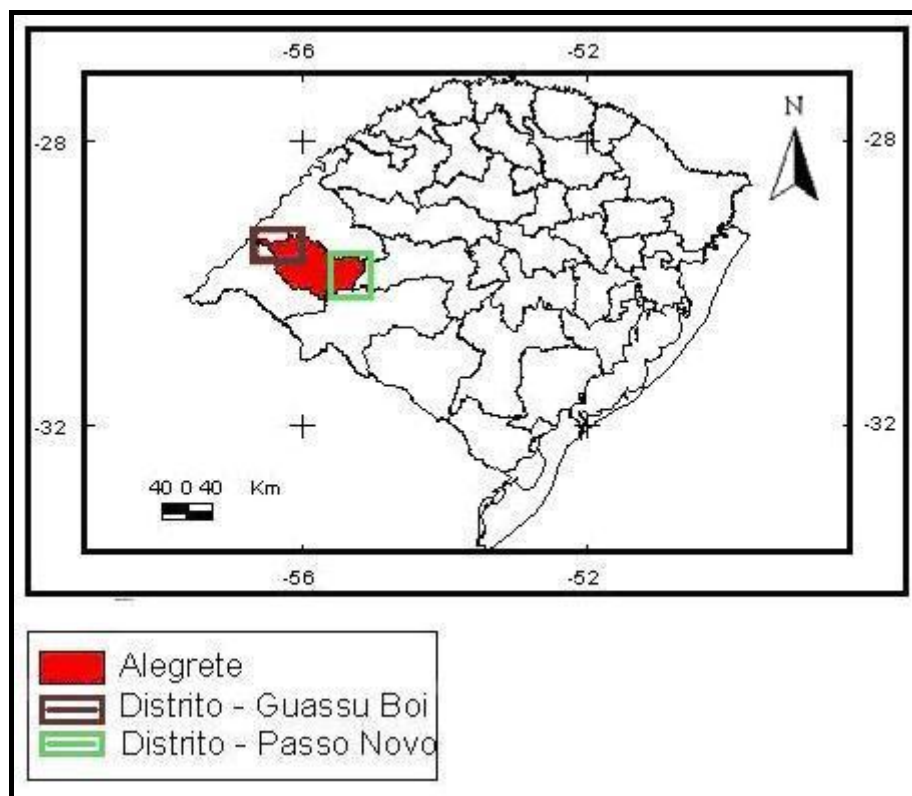 -56 -52
N
-28 -28
-32 -32
40 0 40 Km
-56 -52
Alegrete
Distrito - Guassu Boi
Distrito - Passo Novo